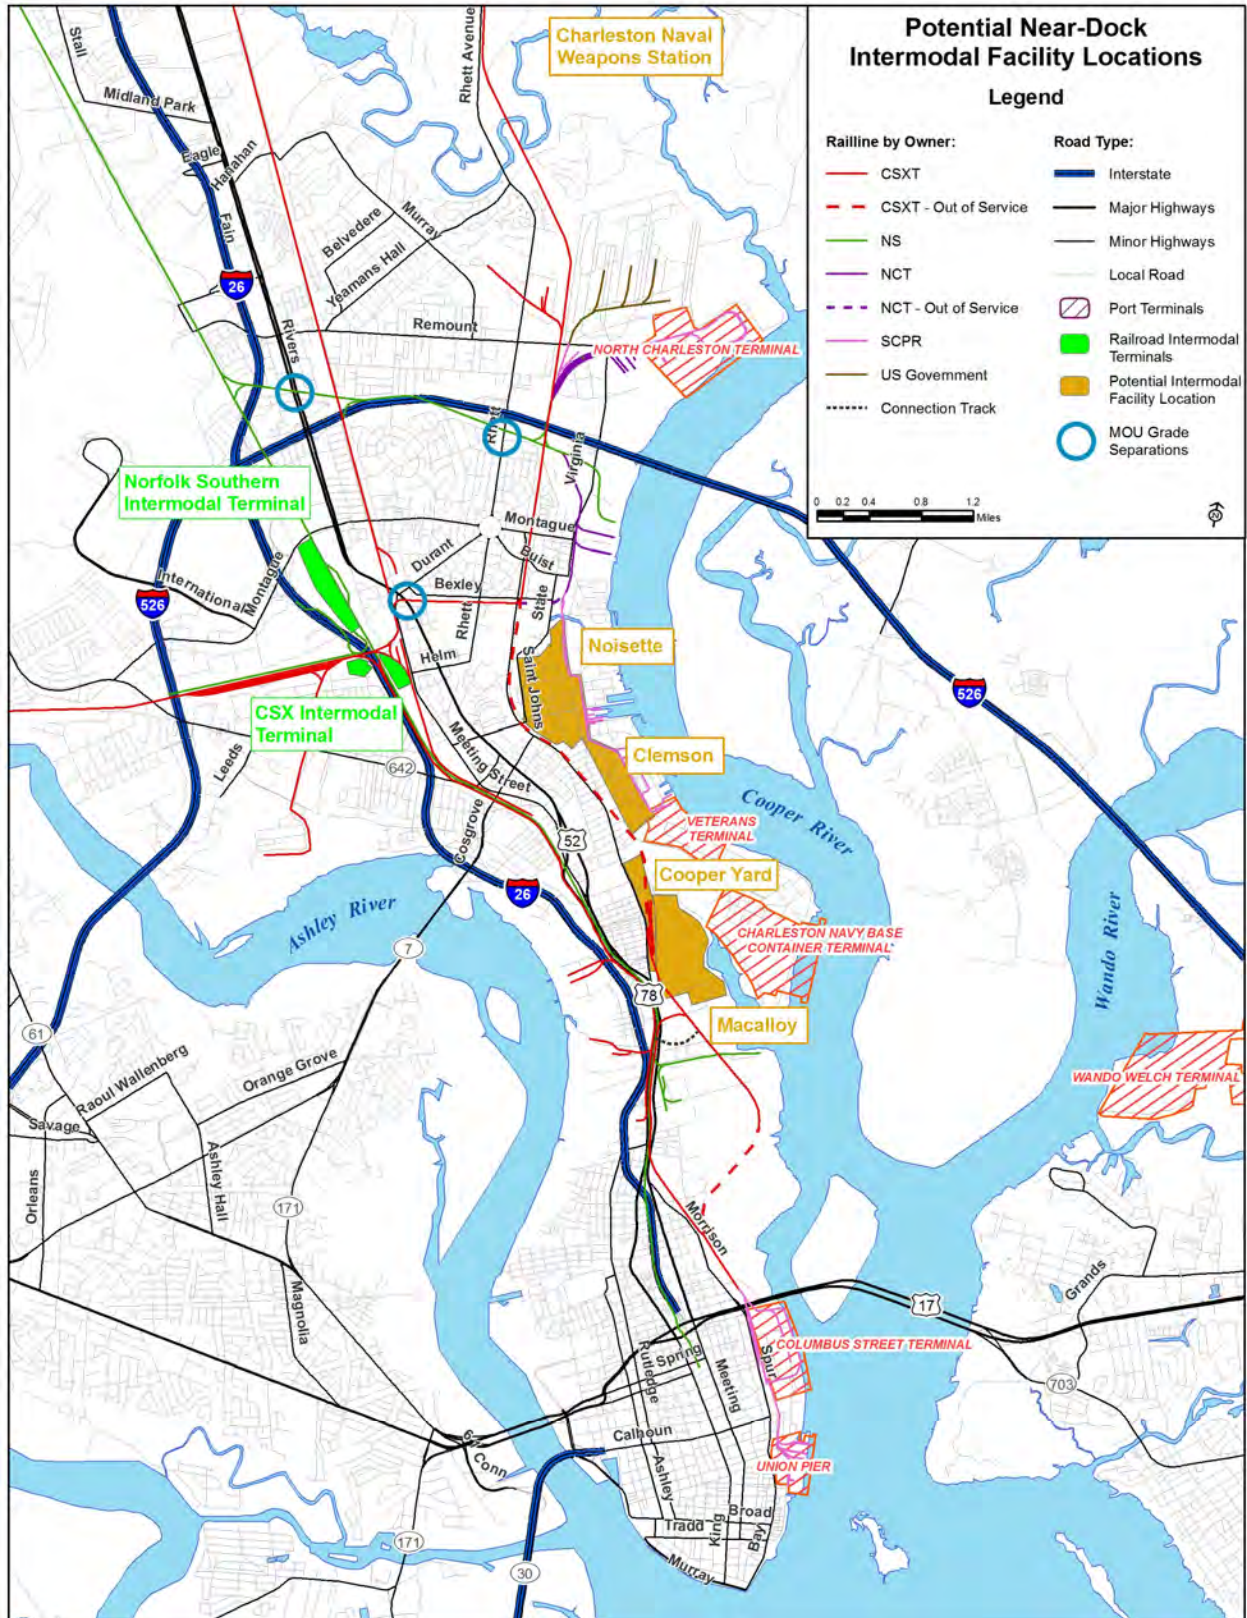 Potential Near-Dock
Intermodal Facility Locations
Legend
Railline by Owner:
CSXT
CSXT - Out of Service
NS
NCT
NCT - Out of Service
SCPR
US Government
Connection Track
Road Type:
Interstate
Major Highways
Minor Highways
Local Road
Port Terminals
Railroad Intermodal
Terminals
Potential Intermodal
Facility Location
MOU Grade
Separations
0 0.2 0.4 0.8 1.2
Miles
N
Charleston Naval
Weapons Station
Stall
Rhett Avenue
Midland Park
Eagle
Hanahan
Fain
Belvedere
Murray
Yeamans Hall
26
Rivers
Remount
NORTH CHARLESTON TERMINAL
Rhett
Virginia
Norfolk Southern
Intermodal Terminal
Montague
Durant
Buist
Bexley
International
Montague
526
Rhett
State
Helm
Saint Johns
Noisette
526
CSX Intermodal
Terminal
Leeds
642
Meeting Street
Clemson
Cosgrove
52
VETERANS
TERMINAL
Cooper River
Cooper Yard
26
Ashley River
7
CHARLESTON NAVY BASE
CONTAINER TERMINAL
Wando River
78
Macalloy
61
Raoul Wallenberg
Orange Grove
WANDO WELCH TERMINAL
Savage
Orleans
Ashley Hall
171
Morrison
Magnolia
Grands
17
COLUMBUS STREET TERMINAL
Rutledge
Spring
Meeting
Spur
703
61
Calhoun
Conn
Ashley
UNION PIER
Broad
Tradd
King
Bay
Murray
171
30